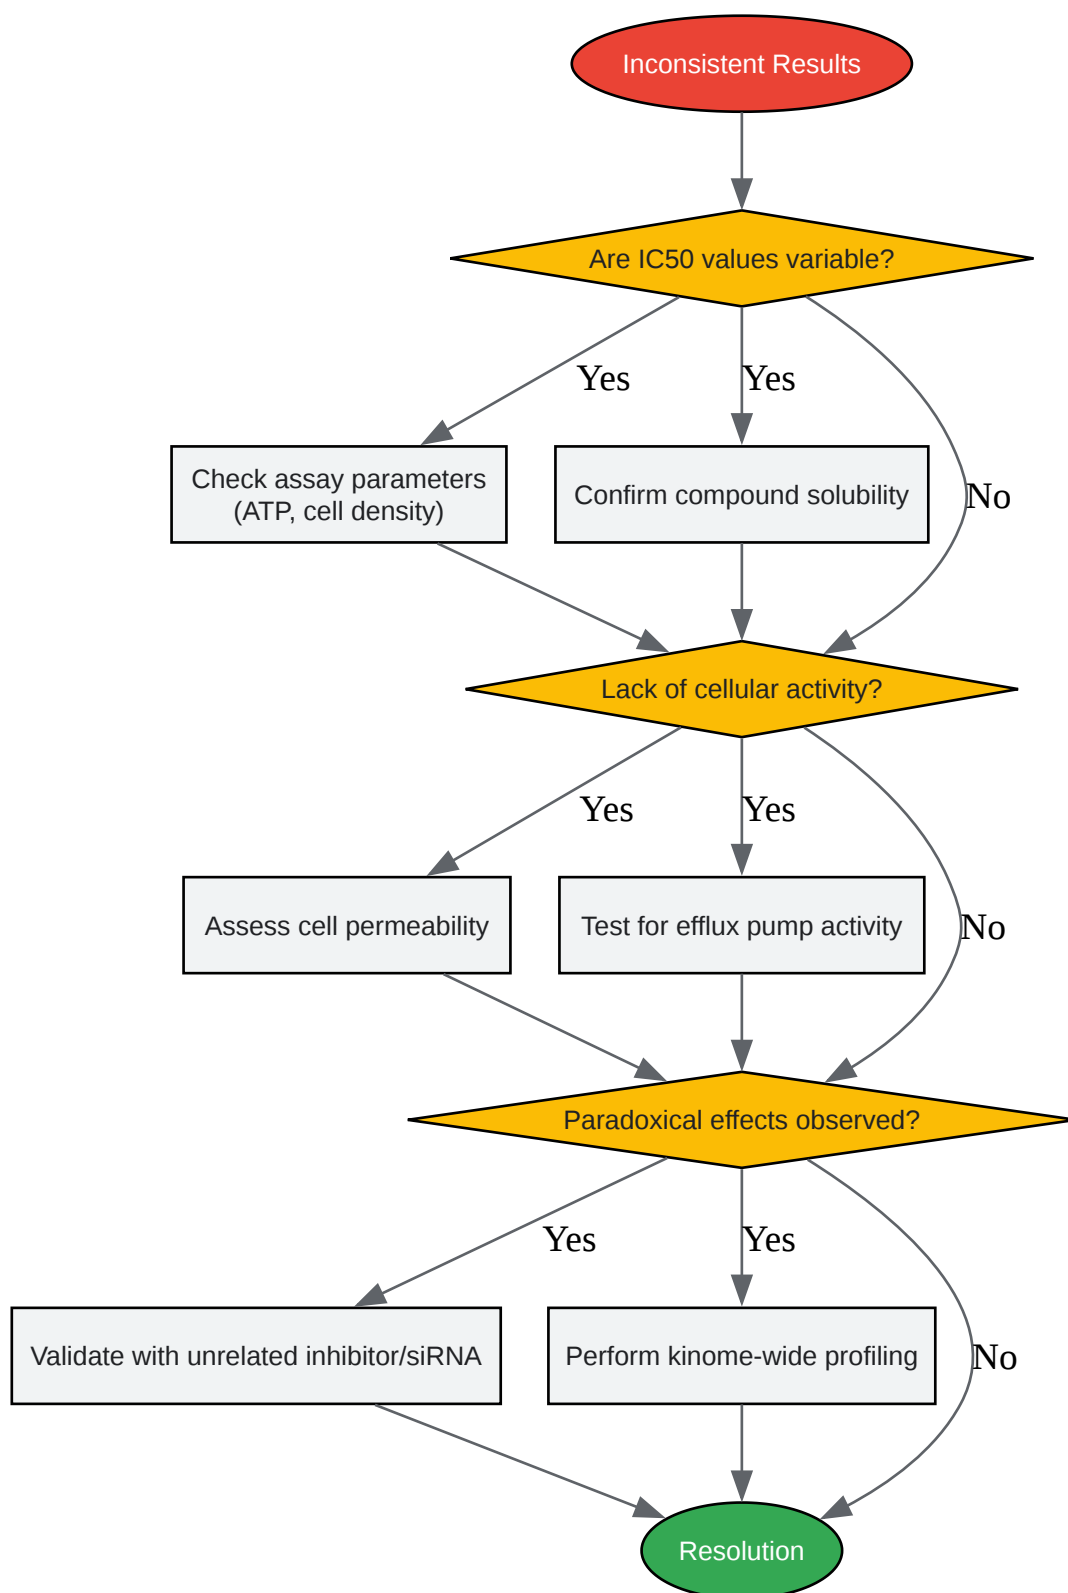 Inconsistent Results
Are IC50 values variable?
Yes
Yes
Check assay parameters
(ATP, cell density)
Confirm compound solubility
No
Lack of cellular activity?
Yes
Yes
Assess cell permeability
Test for efflux pump activity
No
Paradoxical effects observed?
Yes
Yes
Validate with unrelated inhibitor/siRNA
Perform kinome-wide profiling
No
Resolution